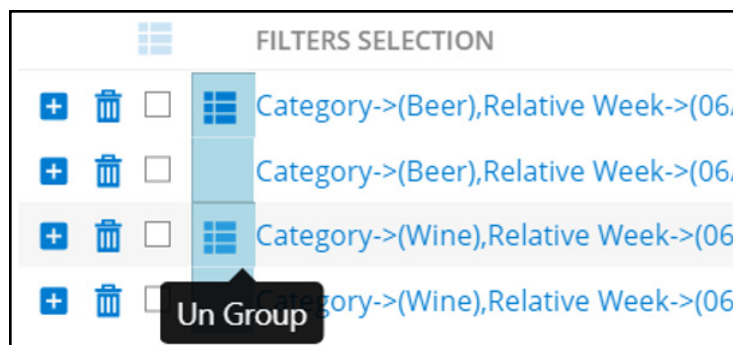 FILTERS SELECTION
Category->(Beer),Relative Week->(06/
Category->(Beer),Relative Week->(06/
Category->(Wine),Relative Week->(06
Category->(Wine),Relative Week->(06
Un Group